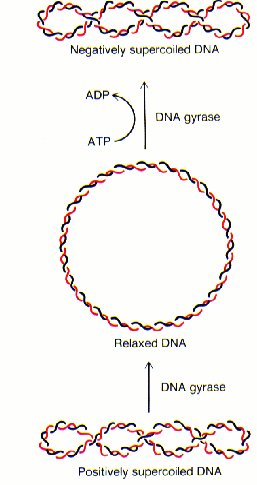 Negatively supercoiled DNA
ADP
DNA gyrase
ATP
Relaxed DNA
DNA gyrase
Positively supercoiled DNA